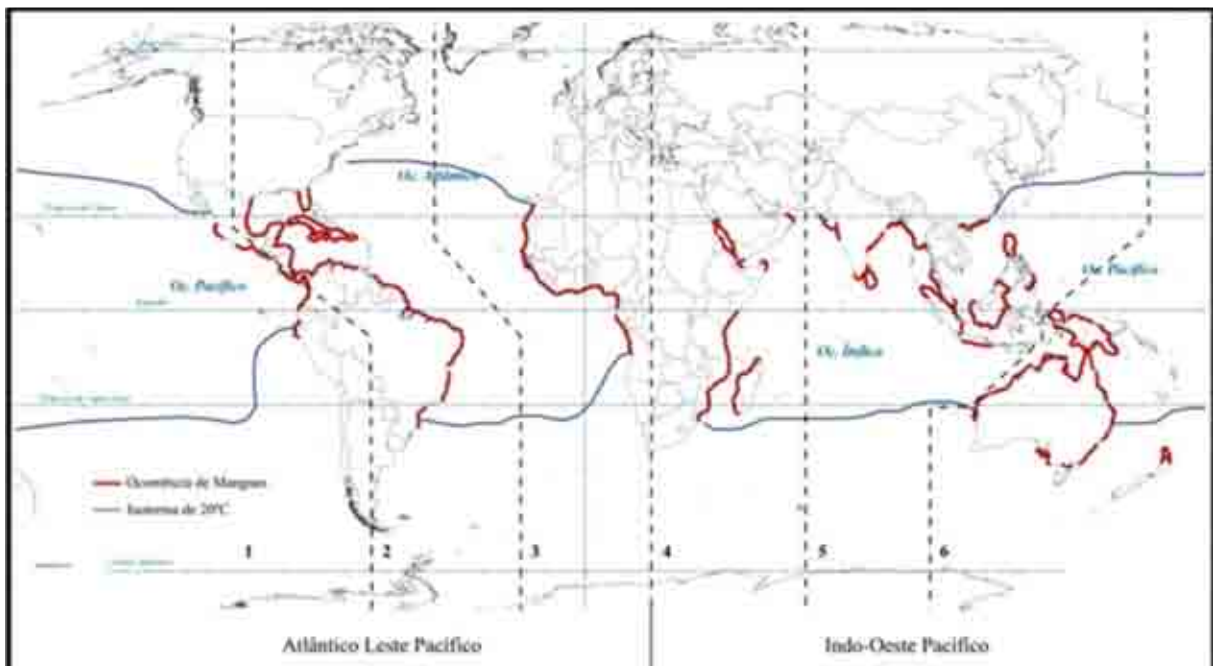 Oc. Atlântico
Oc. Pacífico
Oc. Pacífico
Oc. Índico
Ocorrência de Mangues
Isoterma de 20ºC
1
2
3
4
5
6
Atlântico Leste Pacífico
Indo-Oeste Pacífico